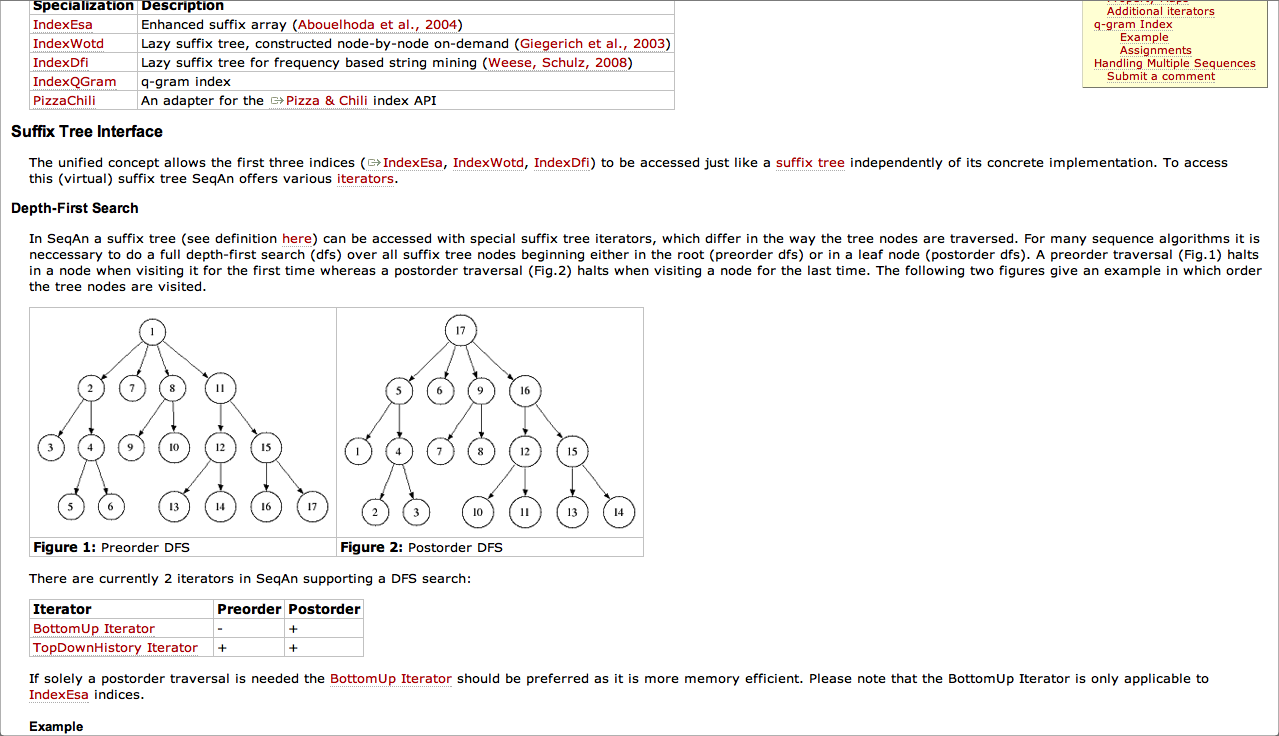 Specialization Description
IndexEsa Enhanced suffix array (Abouelhoda et al., 2004)
IndexWotd Lazy suffix tree, constructed node-by-node on-demand (Giegerich et al., 2003)
IndexDfi Lazy suffix tree for frequency based string mining (Weese, Schulz, 2008)
IndexQGram q-gram index
PizzaChili An adapter for the Pizza & Chili index API
Additional iterators
q-gram Index
Example
Assignments
Handling Multiple Sequences
Submit a comment
Suffix Tree Interface
The unified concept allows the first three indices (IndexEsa, IndexWotd, IndexDfi) to be accessed just like a suffix tree independently of its concrete implementation. To access
this (virtual) suffix tree SeqAn offers various iterators.
Depth-First Search
In SeqAn a suffix tree (see definition here) can be accessed with special suffix tree iterators, which differ in the way the tree nodes are traversed. For many sequence algorithms it is
neccessary to do a full depth-first search (dfs) over all suffix tree nodes beginning either in the root (preorder dfs) or in a leaf node (postorder dfs). A preorder traversal (Fig.1) halts
in a node when visiting it for the first time whereas a postorder traversal (Fig.2) halts when visiting a node for the last time. The following two figures give an example in which order
the tree nodes are visited.
1
2 7 8 11
3 4 9 10 12 15
5 6 13 14 16 17
17
5 6 9 16
1 4 7 8 12 15
2 3 10 11 13 14
Figure 1: Preorder DFS
Figure 2: Postorder DFS
There are currently 2 iterators in SeqAn supporting a DFS search:
Iterator Preorder Postorder
BottomUp Iterator - +
TopDownHistory Iterator + +
If solely a postorder traversal is needed the BottomUp Iterator should be preferred as it is more memory efficient. Please note that the BottomUp Iterator is only applicable to
IndexEsa indices.
Example